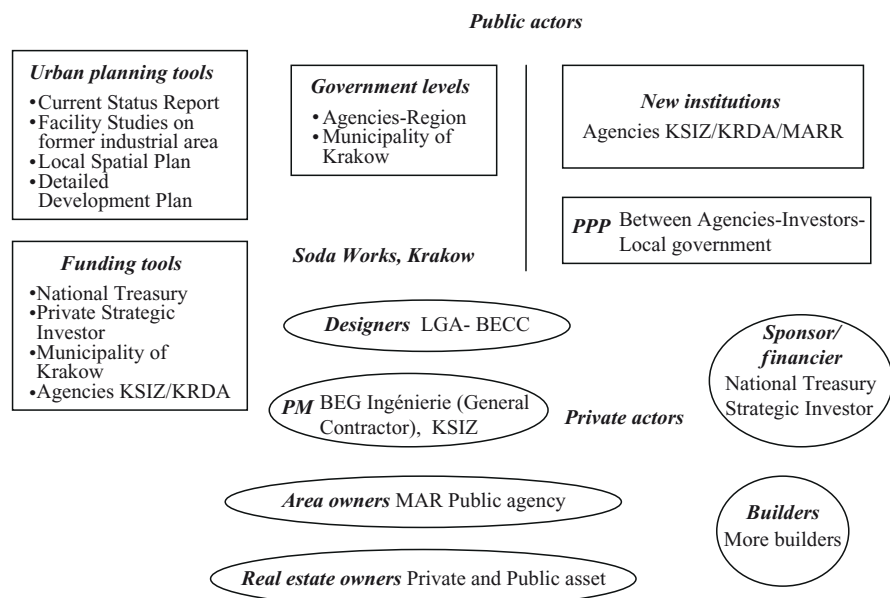 Public actors
Urban planning tools
•Current Status Report
•Facility Studies on
former industrial area
•Local Spatial Plan
•Detailed
Development Plan
Government levels
•Agencies-Region
•Municipality of
Krakow
New institutions
Agencies KSIZ/KRDA/MARR
PPP Between Agencies-Investors-
Local government
Funding tools
•National Treasury
•Private Strategic
Investor
•Municipality of
Krakow
•Agencies KSIZ/KRDA
Soda Works, Krakow
Designers LGA- BECC
PM BEG Ingénierie (General
Contractor), KSIZ
Private actors
Sponsor/
financier
National Treasury
Strategic Investor
Area owners MAR Public agency
Builders
More builders
Real estate owners Private and Public asset